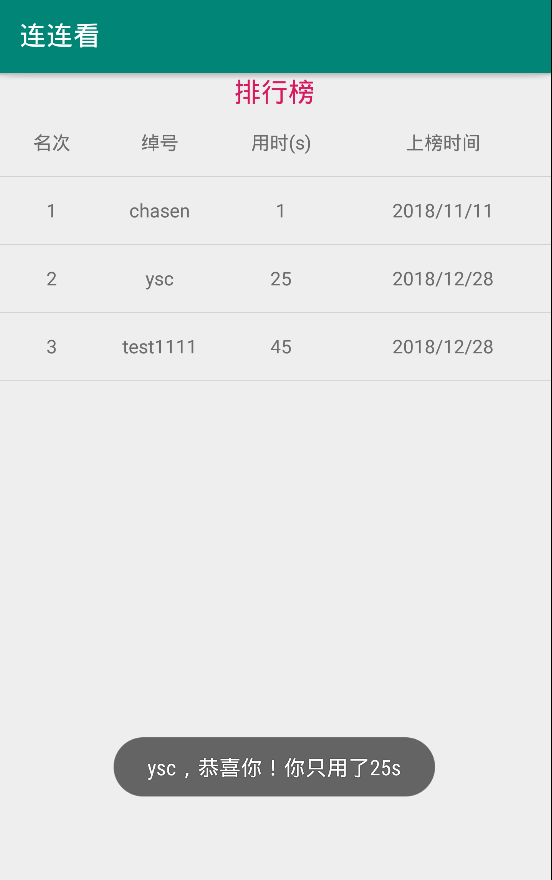 连连看
排行榜
名次 绰号 用时(s) 上榜时间
1 chasen 1 2018/11/11
2 ysc 25 2018/12/28
3 test1111 45 2018/12/28
ysc，恭喜你！你只用了25s